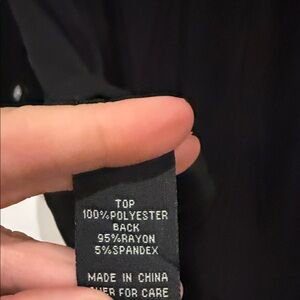 TOP
100%POLYESTER
BACK
95%RAYON
5%SPANDEX
MADE IN CHINA
FOR CARE